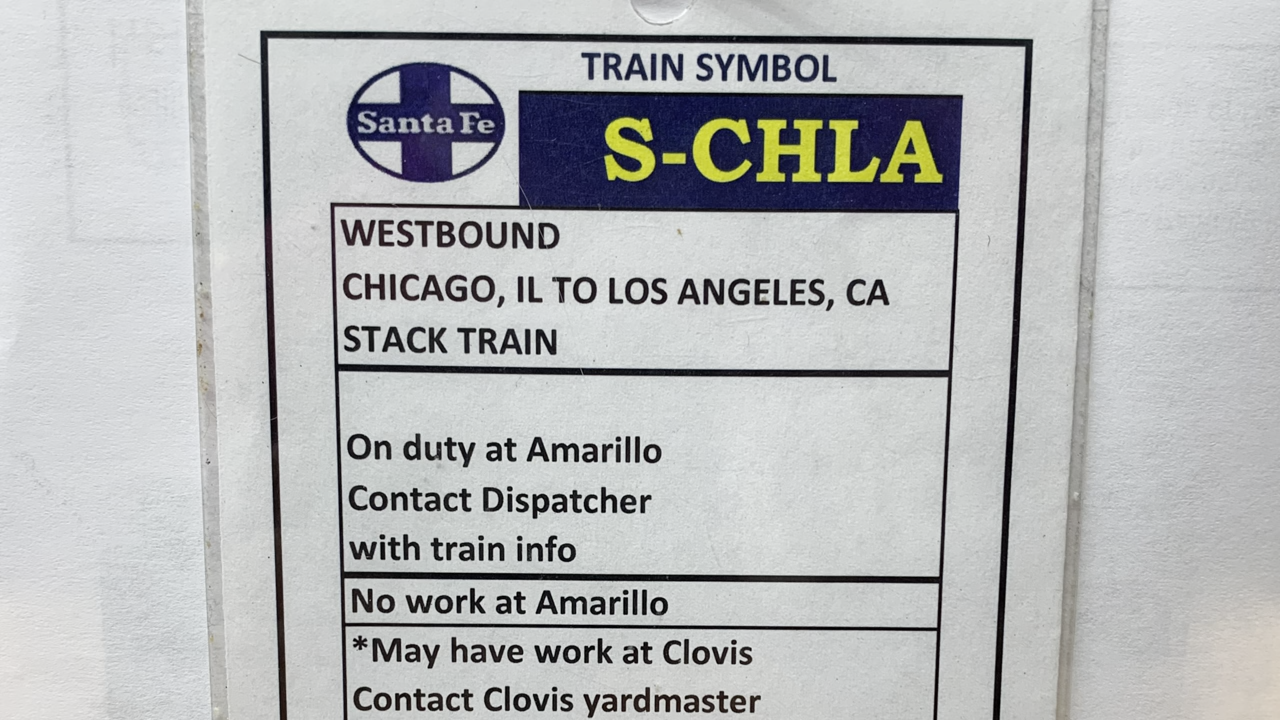 TRAIN SYMBOL
Santa Fe
S-CHLA
WESTBOUND
CHICAGO, IL TO LOS ANGELES, CA
STACK TRAIN
On duty at Amarillo
Contact Dispatcher
with train info
No work at Amarillo
*May have work at Clovis
Contact Clovis yardmaster